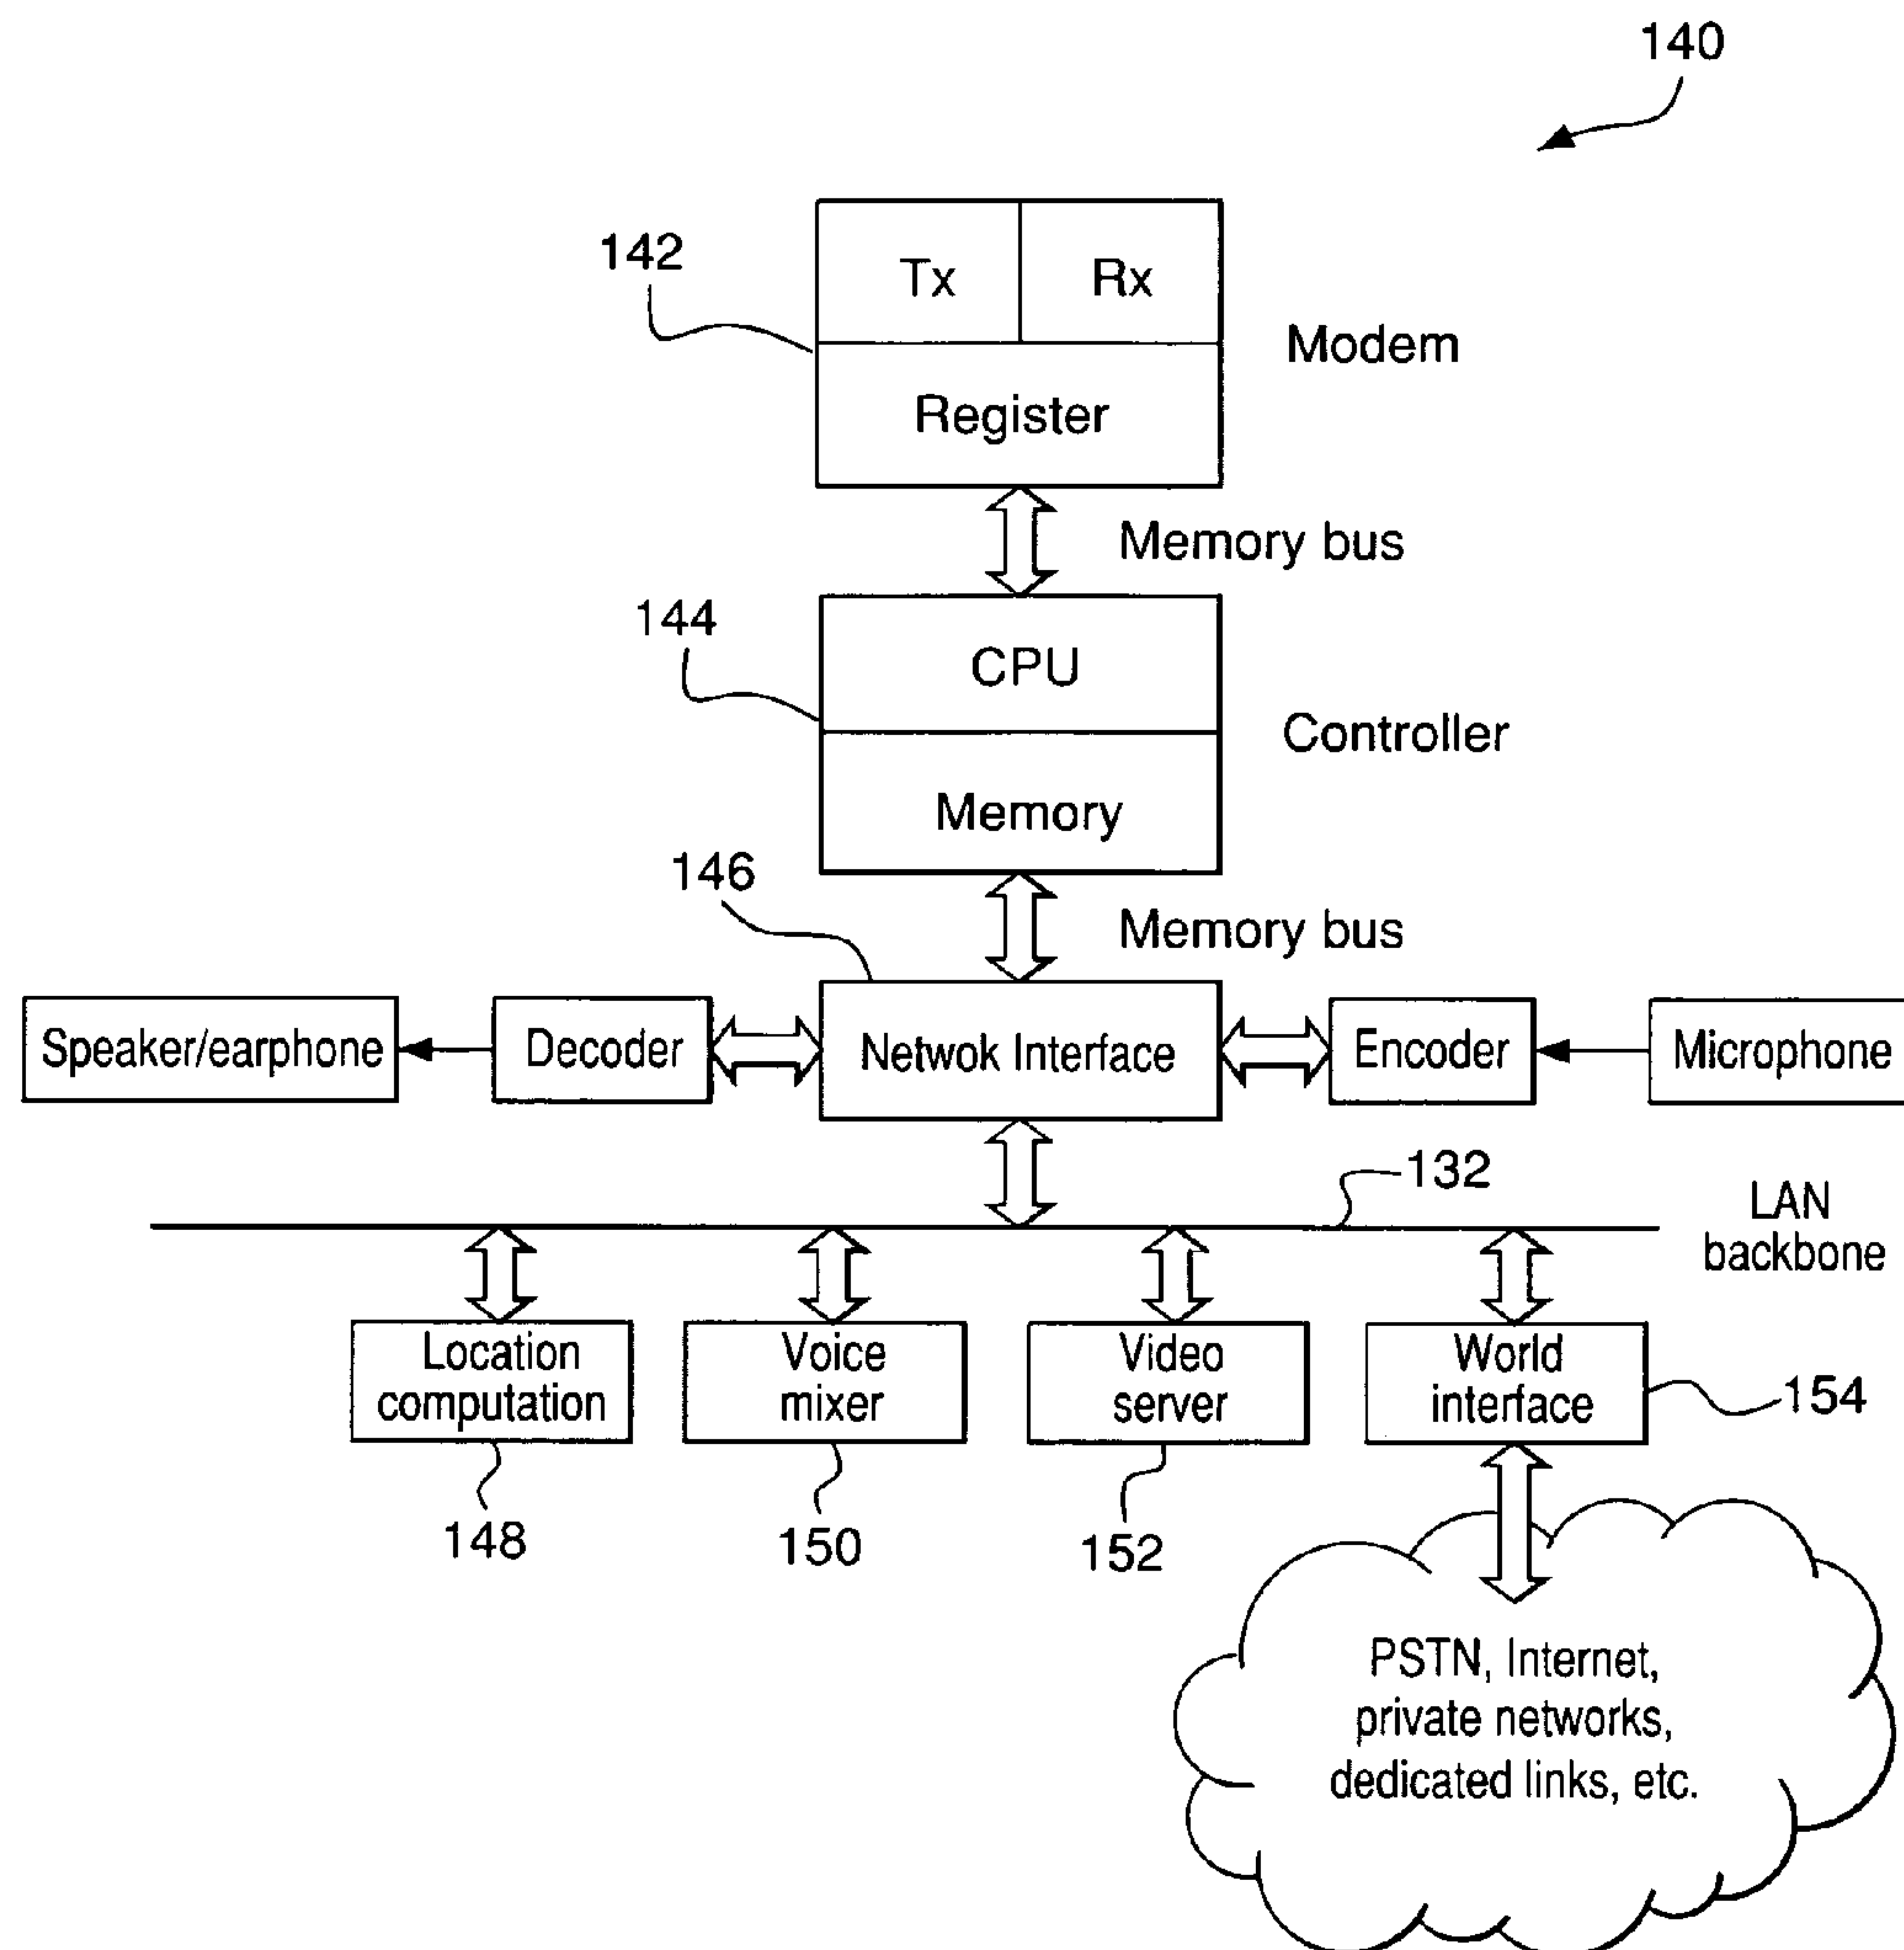 140
142
Tx
Rx
Modem
Register
Memory bus
144
CPU
Controller
Memory
146
Memory bus
Speaker/earphone
Decoder
Netwok Interface
Encoder
Microphone
132
LAN
backbone
Location
computation
Voice
mixer
Video
server
World
interface
154
148
150
152
PSTN, Internet,
private networks,
dedicated links, etc.